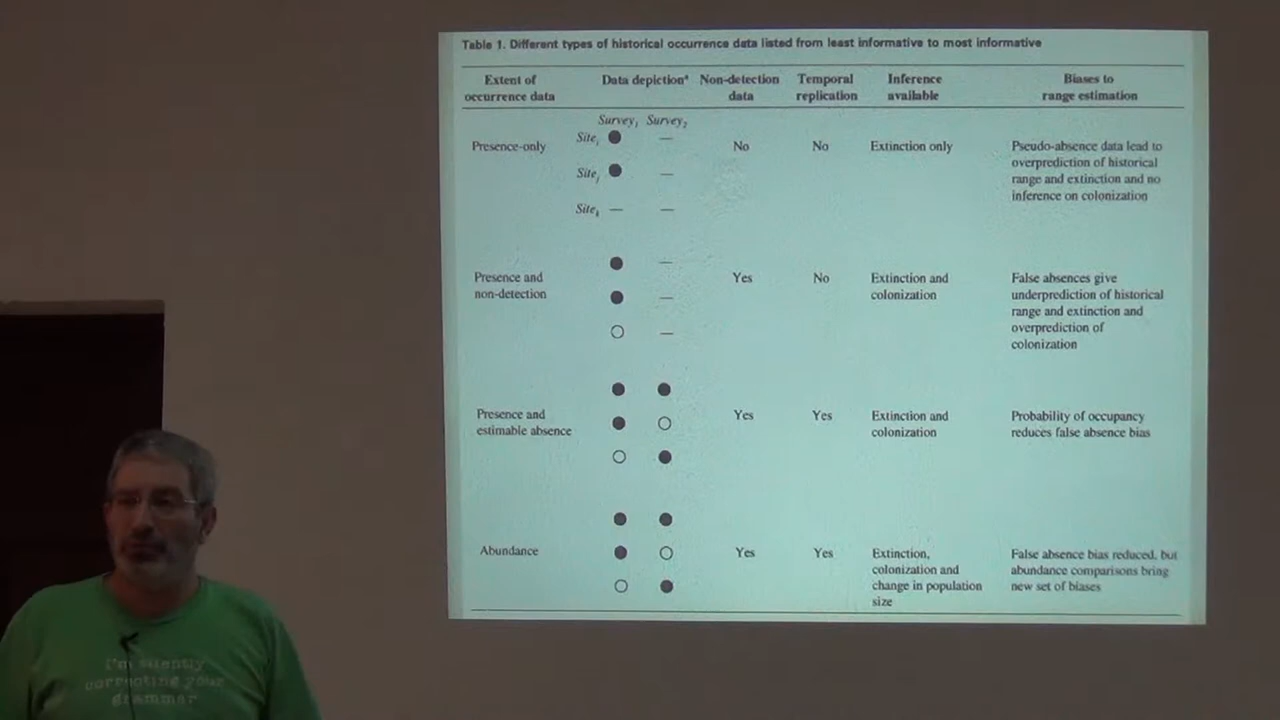 Table 1. Different types of historical occurrence data listed from least informative to most informative
Extent of occurrence data
Data depictionᵃ
Non-detection data
Temporal replication
Inference available
Biases to range estimation
Survey₁ Survey₂
Siteᵢ
Siteⱼ
Siteₖ
Presence-only
No
No
Extinction only
Pseudo-absence data lead to
overprediction of historical
range and extinction and no
inference on colonization
Presence and
non-detection
Yes
No
Extinction and
colonization
False absences give
underprediction of historical
range and extinction and
overprediction of
colonization
Presence and
estimable absence
Yes
Yes
Extinction and
colonization
Probability of occupancy
reduces false absence bias
Abundance
Yes
Yes
Extinction,
colonization and
change in population
size
False absence bias reduced, but
abundance comparisons bring
new set of biases
I'm silently
correcting your
grammar